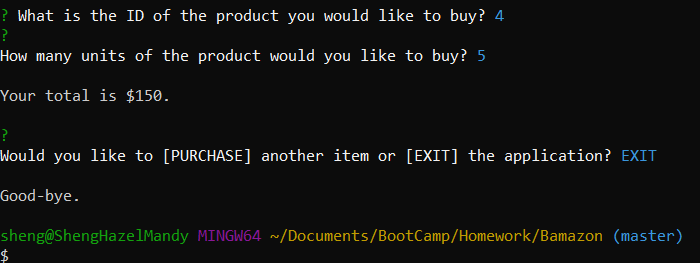 ? What is the ID of the product you would like to buy? 4
?
How many units of the product would you like to buy? 5
Your total is $150.
?
Would you like to [PURCHASE] another item or [EXIT] the application? EXIT
Good-bye.
sheng@ShengHazelMandy MINGW64 ~/Documents/BootCamp/Homework/Bamazon (master)
$